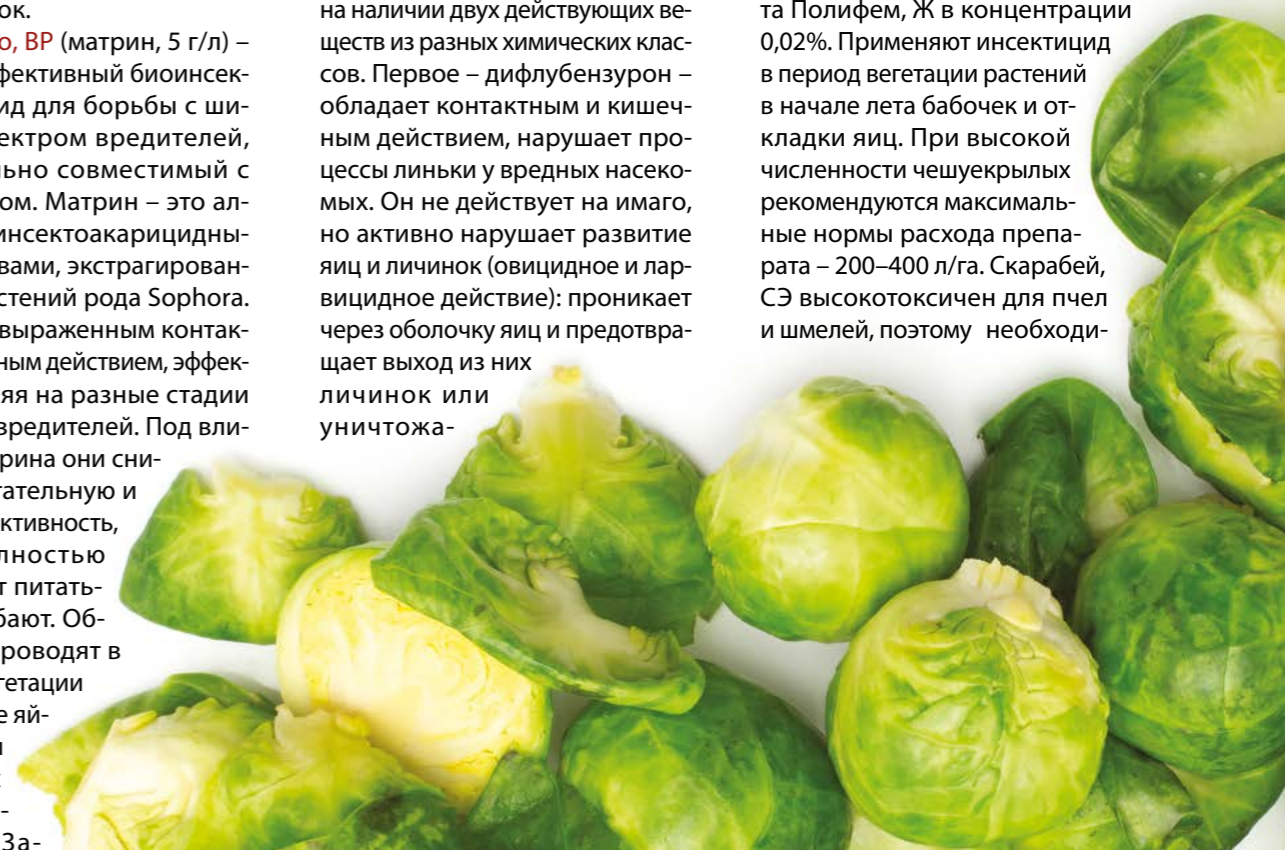 ок.
о, ВР (матрин, 5 г/л) –
фективный биоинсек-
ид для борьбы с ши-
ектром вредителей,
ьно совместимый с
ом. Матрин – это ал-
инсектоакарицидны-
вами, экстрагирован-
стений рода Sophora.
выраженным контак-
ным действием, эффек-
яя на разные стадии
вредителей. Под вли-
рина они сни-
тательную и
ктивность,
лностью
т питать-
бают. Об-
роводят в
гетации
е яй-
-
За-
на наличии двух действующих ве-
ществ из разных химических клас-
сов. Первое – дифлубензурон –
обладает контактным и кишеч-
ным действием, нарушает про-
цессы линьки у вредных насеко-
мых. Он не действует на имаго,
но активно нарушает развитие
яиц и личинок (овицидное и лар-
вицидное действие): проникает
через оболочку яиц и предотвра-
щает выход из них
личинок или
уничтожа-
та Полифем, Ж в концентрации
0,02%. Применяют инсектицид
в период вегетации растений
в начале лета бабочек и от-
кладки яиц. При высокой
численности чешуекрылых
рекомендуются максималь-
ные нормы расхода препа-
рата – 200–400 л/га. Скарабей,
СЭ высокотоксичен для пчел
и шмелей, поэтому необходи-